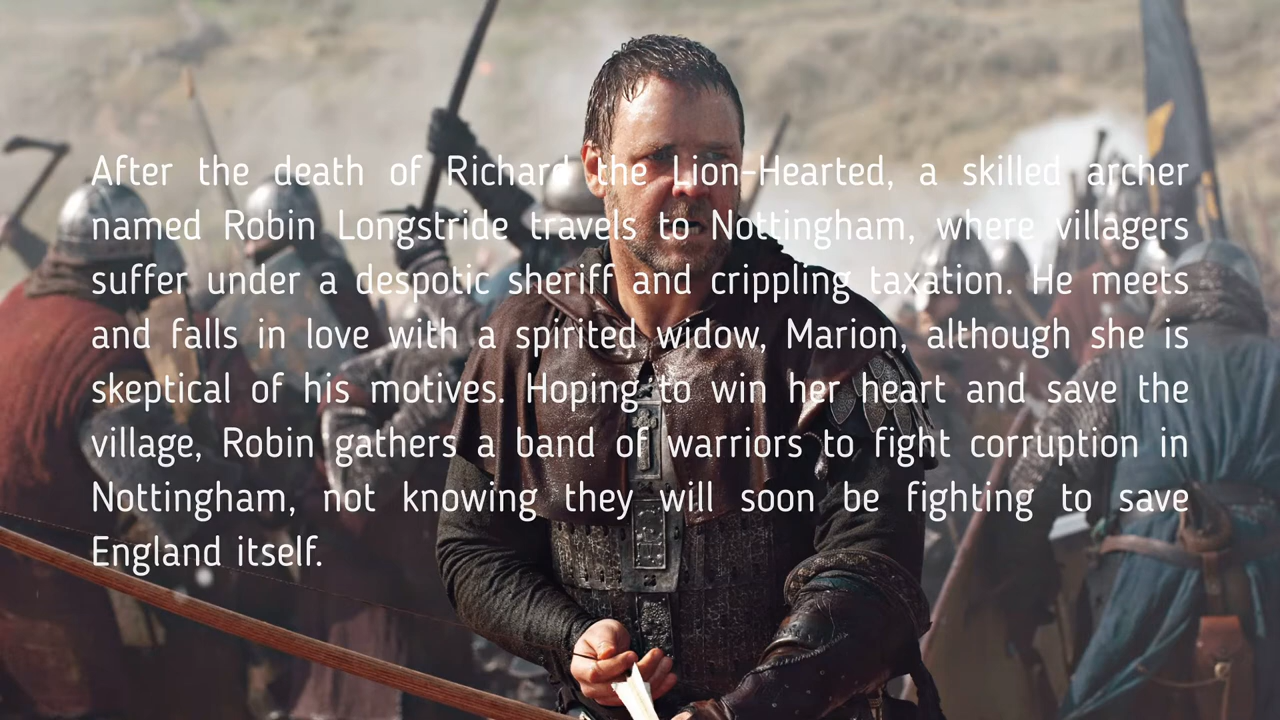 After the death of Richard the Lion-Hearted, a skilled archer
named Robin Longstride travels to Nottingham, where villagers
suffer under a despotic sheriff and crippling taxation. He meets
and falls in love with a spirited widow, Marion, although she is
skeptical of his motives. Hoping to win her heart and save the
village, Robin gathers a band of warriors to fight corruption in
Nottingham, not knowing they will soon be fighting to save
England itself.